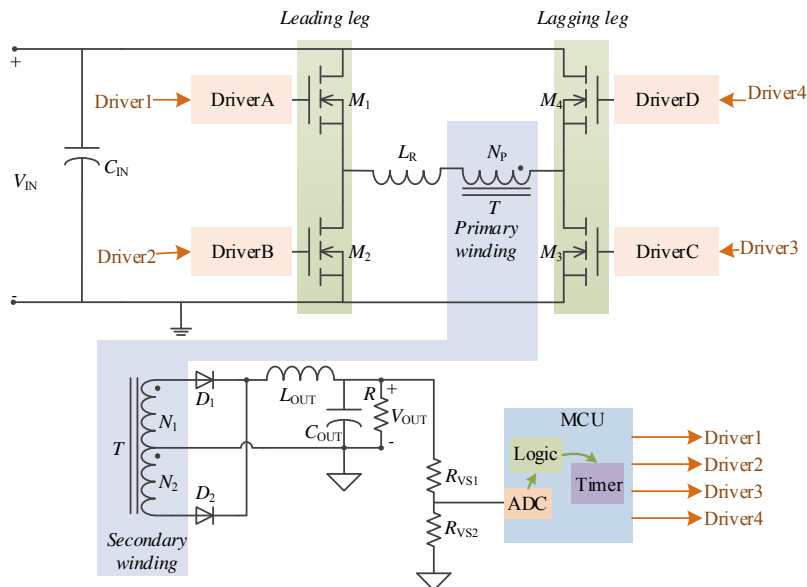 Leading leg
Lagging leg
+
Driver1
DriverA
M1
M4
DriverD
Driver4
CIN
VIN
LR
NP
T
Primary
winding
Driver2
DriverB
M2
M3
DriverC
Driver3
-
D1
LOUT
R
+
VOUT
COUT
-
N1
T
N2
D2
Secondary
winding
RVS1
RVS2
MCU
Logic
Timer
ADC
Driver1
Driver2
Driver3
Driver4